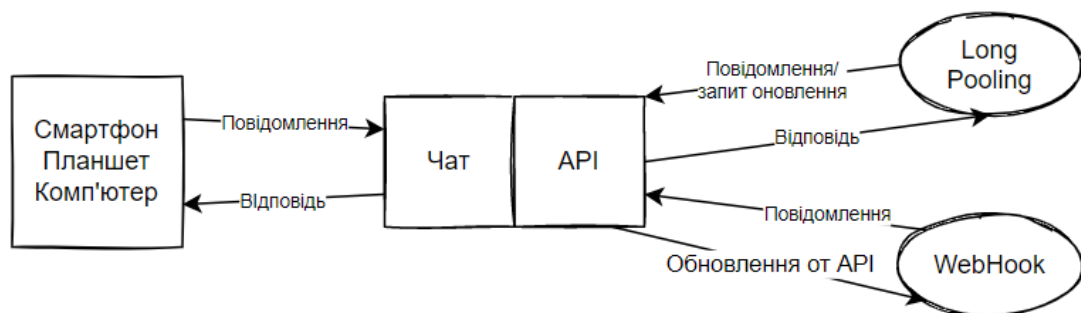 Смартфон
Планшет
Комп'ютер
Повідомлення
ВІдповідь
Чат
API
Повідомлення/
запит оновлення
Відповідь
Long
Pooling
Повідомлення
Обновлення от API
WebHook